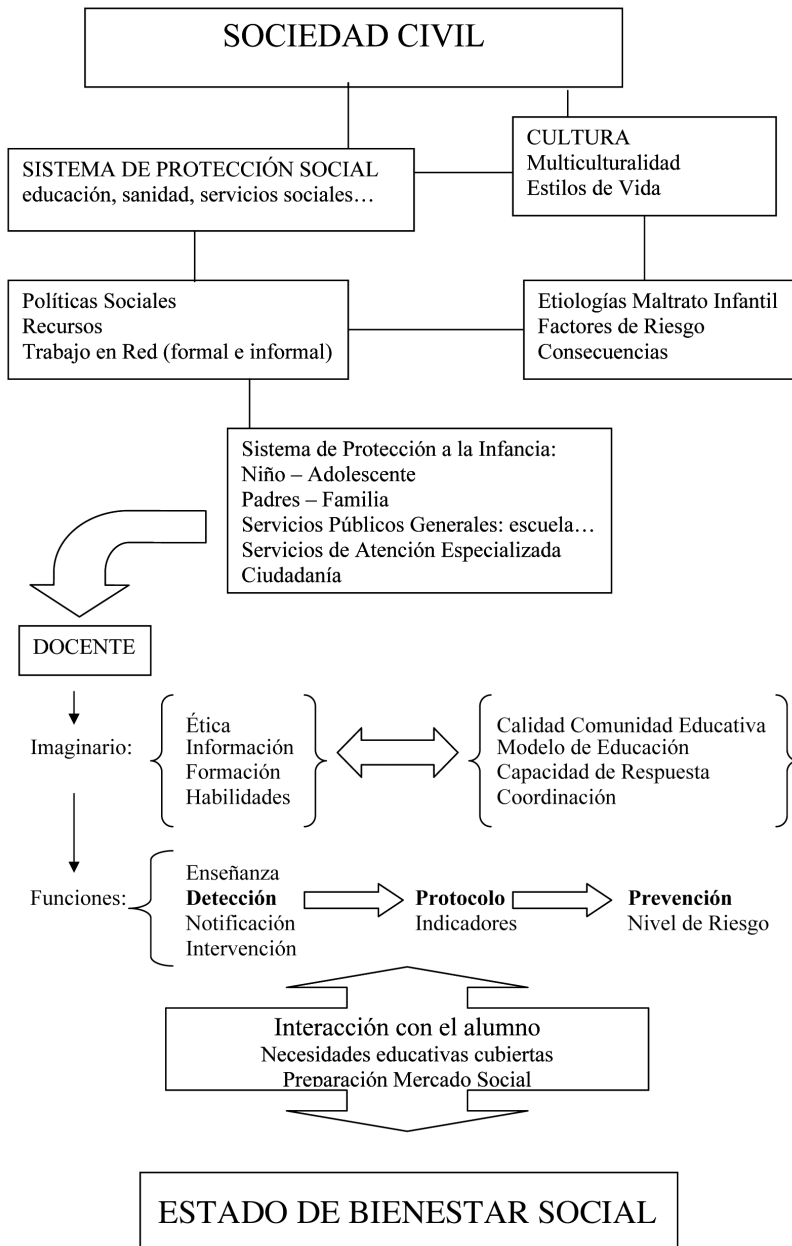 SOCIEDAD CIVIL
SISTEMA DE PROTECCIÓN SOCIAL
educación, sanidad, servicios sociales…
CULTURA
Multiculturalidad
Estilos de Vida
Políticas Sociales
Recursos
Trabajo en Red (formal e informal)
Etiologías Maltrato Infantil
Factores de Riesgo
Consecuencias
Sistema de Protección a la Infancia:
Niño – Adolescente
Padres – Familia
Servicios Públicos Generales: escuela…
Servicios de Atención Especializada
Ciudadanía
DOCENTE
Imaginario:
Ética
Información
Formación
Habilidades
Calidad Comunidad Educativa
Modelo de Educación
Capacidad de Respuesta
Coordinación
Funciones:
Enseñanza
Detección
Notificación
Intervención
Protocolo
Indicadores
Prevención
Nivel de Riesgo
Interacción con el alumno
Necesidades educativas cubiertas
Preparación Mercado Social
ESTADO DE BIENESTAR SOCIAL